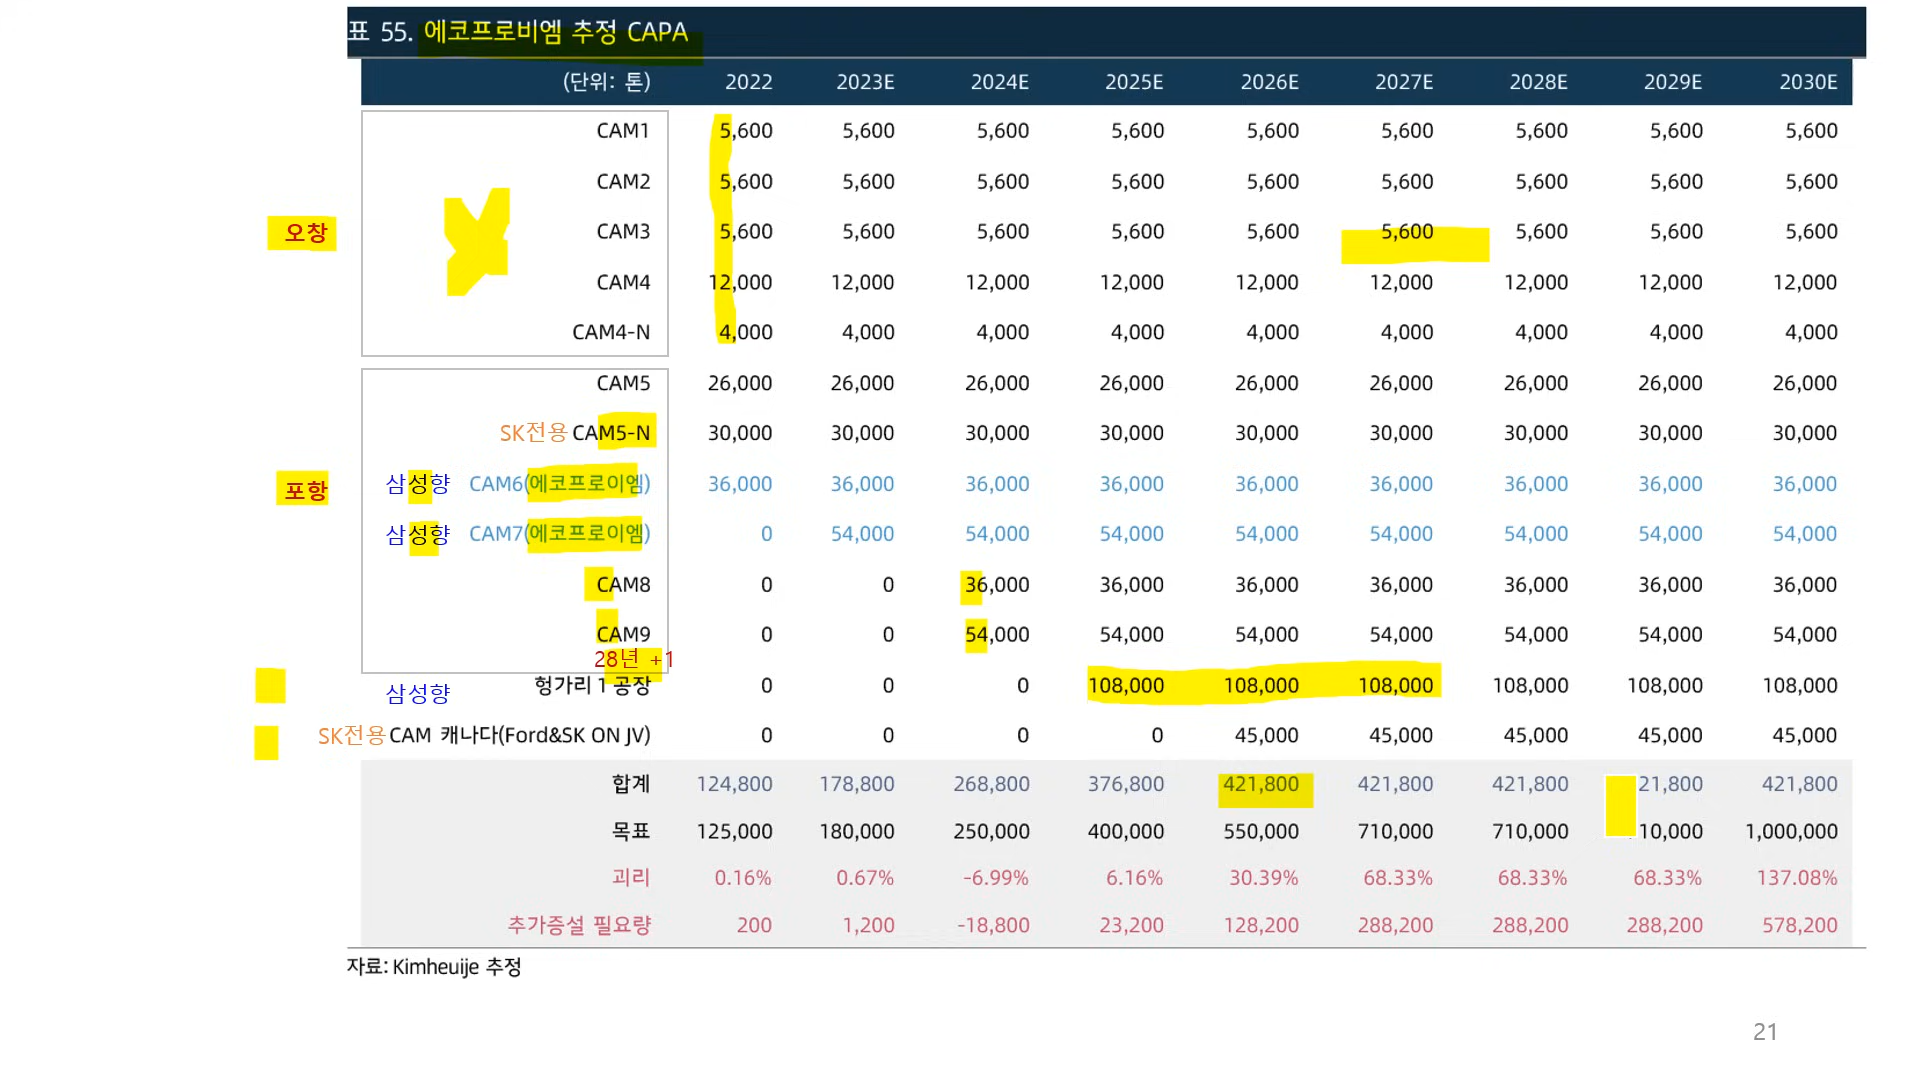 표 55. 에코프로비엠 추정 CAPA
(단위: 톤) 2022 2023E 2024E 2025E 2026E 2027E 2028E 2029E 2030E
CAM1 5,600 5,600 5,600 5,600 5,600 5,600 5,600 5,600 5,600
CAM2 5,600 5,600 5,600 5,600 5,600 5,600 5,600 5,600 5,600
오창 CAM3 5,600 5,600 5,600 5,600 5,600 5,600 5,600 5,600 5,600
CAM4 12,000 12,000 12,000 12,000 12,000 12,000 12,000 12,000 12,000
CAM4-N 4,000 4,000 4,000 4,000 4,000 4,000 4,000 4,000 4,000
CAM5 26,000 26,000 26,000 26,000 26,000 26,000 26,000 26,000 26,000
SK전용 CAM5-N 30,000 30,000 30,000 30,000 30,000 30,000 30,000 30,000 30,000
포항 삼성향 CAM6(에코프로이엠) 36,000 36,000 36,000 36,000 36,000 36,000 36,000 36,000 36,000
삼성향 CAM7(에코프로이엠) 0 54,000 54,000 54,000 54,000 54,000 54,000 54,000 54,000
CAM8 0 0 36,000 36,000 36,000 36,000 36,000 36,000 36,000
CAM9 0 0 54,000 54,000 54,000 54,000 54,000 54,000 54,000
28년 +1
삼성향 헝가리 1 공장 0 0 0 108,000 108,000 108,000 108,000 108,000 108,000
SK전용 CAM 캐나다(Ford&SK ON JV) 0 0 0 0 45,000 45,000 45,000 45,000 45,000
합계 124,800 178,800 268,800 376,800 421,800 421,800 421,800 21,800 421,800
목표 125,000 180,000 250,000 400,000 550,000 710,000 710,000 10,000 1,000,000
괴리 0.16% 0.67% -6.99% 6.16% 30.39% 68.33% 68.33% 68.33% 137.08%
추가증설 필요량 200 1,200 -18,800 23,200 128,200 288,200 288,200 288,200 578,200
자료: Kimheuije 추정
21